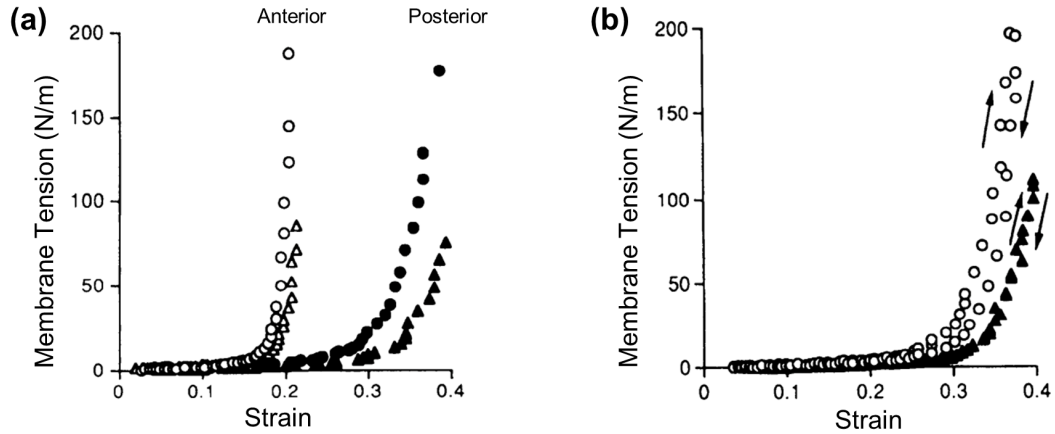 (a)
Anterior
Posterior
200
150
100
50
0
0
0.1
0.2
0.3
0.4
Membrane Tension (N/m)
Strain
(b)
200
150
100
50
0
0
0.1
0.2
0.3
0.4
Membrane Tension (N/m)
Strain